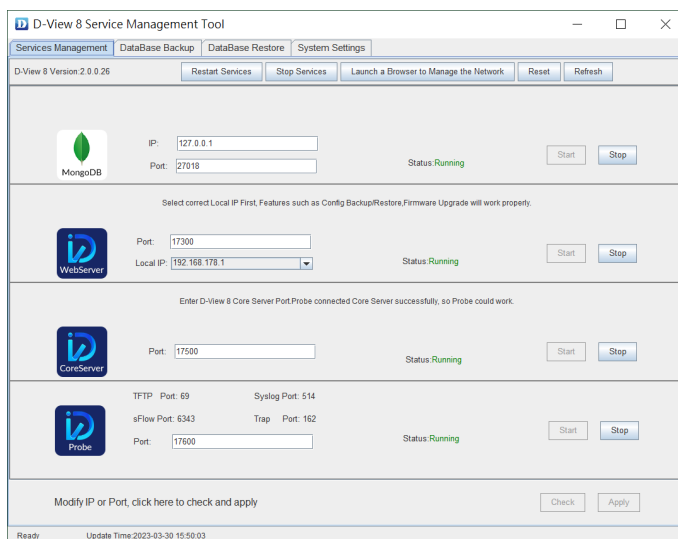 D-View 8 Service Management Tool
Services Management DataBase Backup DataBase Restore System Settings
D-View 8 Version:2.0.0.26 Restart Services Stop Services Launch a Browser to Manage the Network Reset Refresh
IP: 127.0.0.1
MongoDB Port: 27018 Status:Running Start Stop
Select correct Local IP First, Features such as Config Backup/Restore,Firmware Upgrade will work properly.
Port: 17300
WebServer Local IP: 192.168.178.1 Status:Running Start Stop
Enter D-View 8 Core Server Port.Probe connected Core Server successfully, so Probe could work.
Port: 17500 Status:Running Start Stop
CoreServer
TFTP Port: 69 Syslog Port: 514
sFlow Port: 6343 Trap Port: 162
Probe Port: 17600 Status:Running Start Stop
Modify IP or Port, click here to check and apply Check Apply
Ready Update Time:2023-03-30 15:50:03